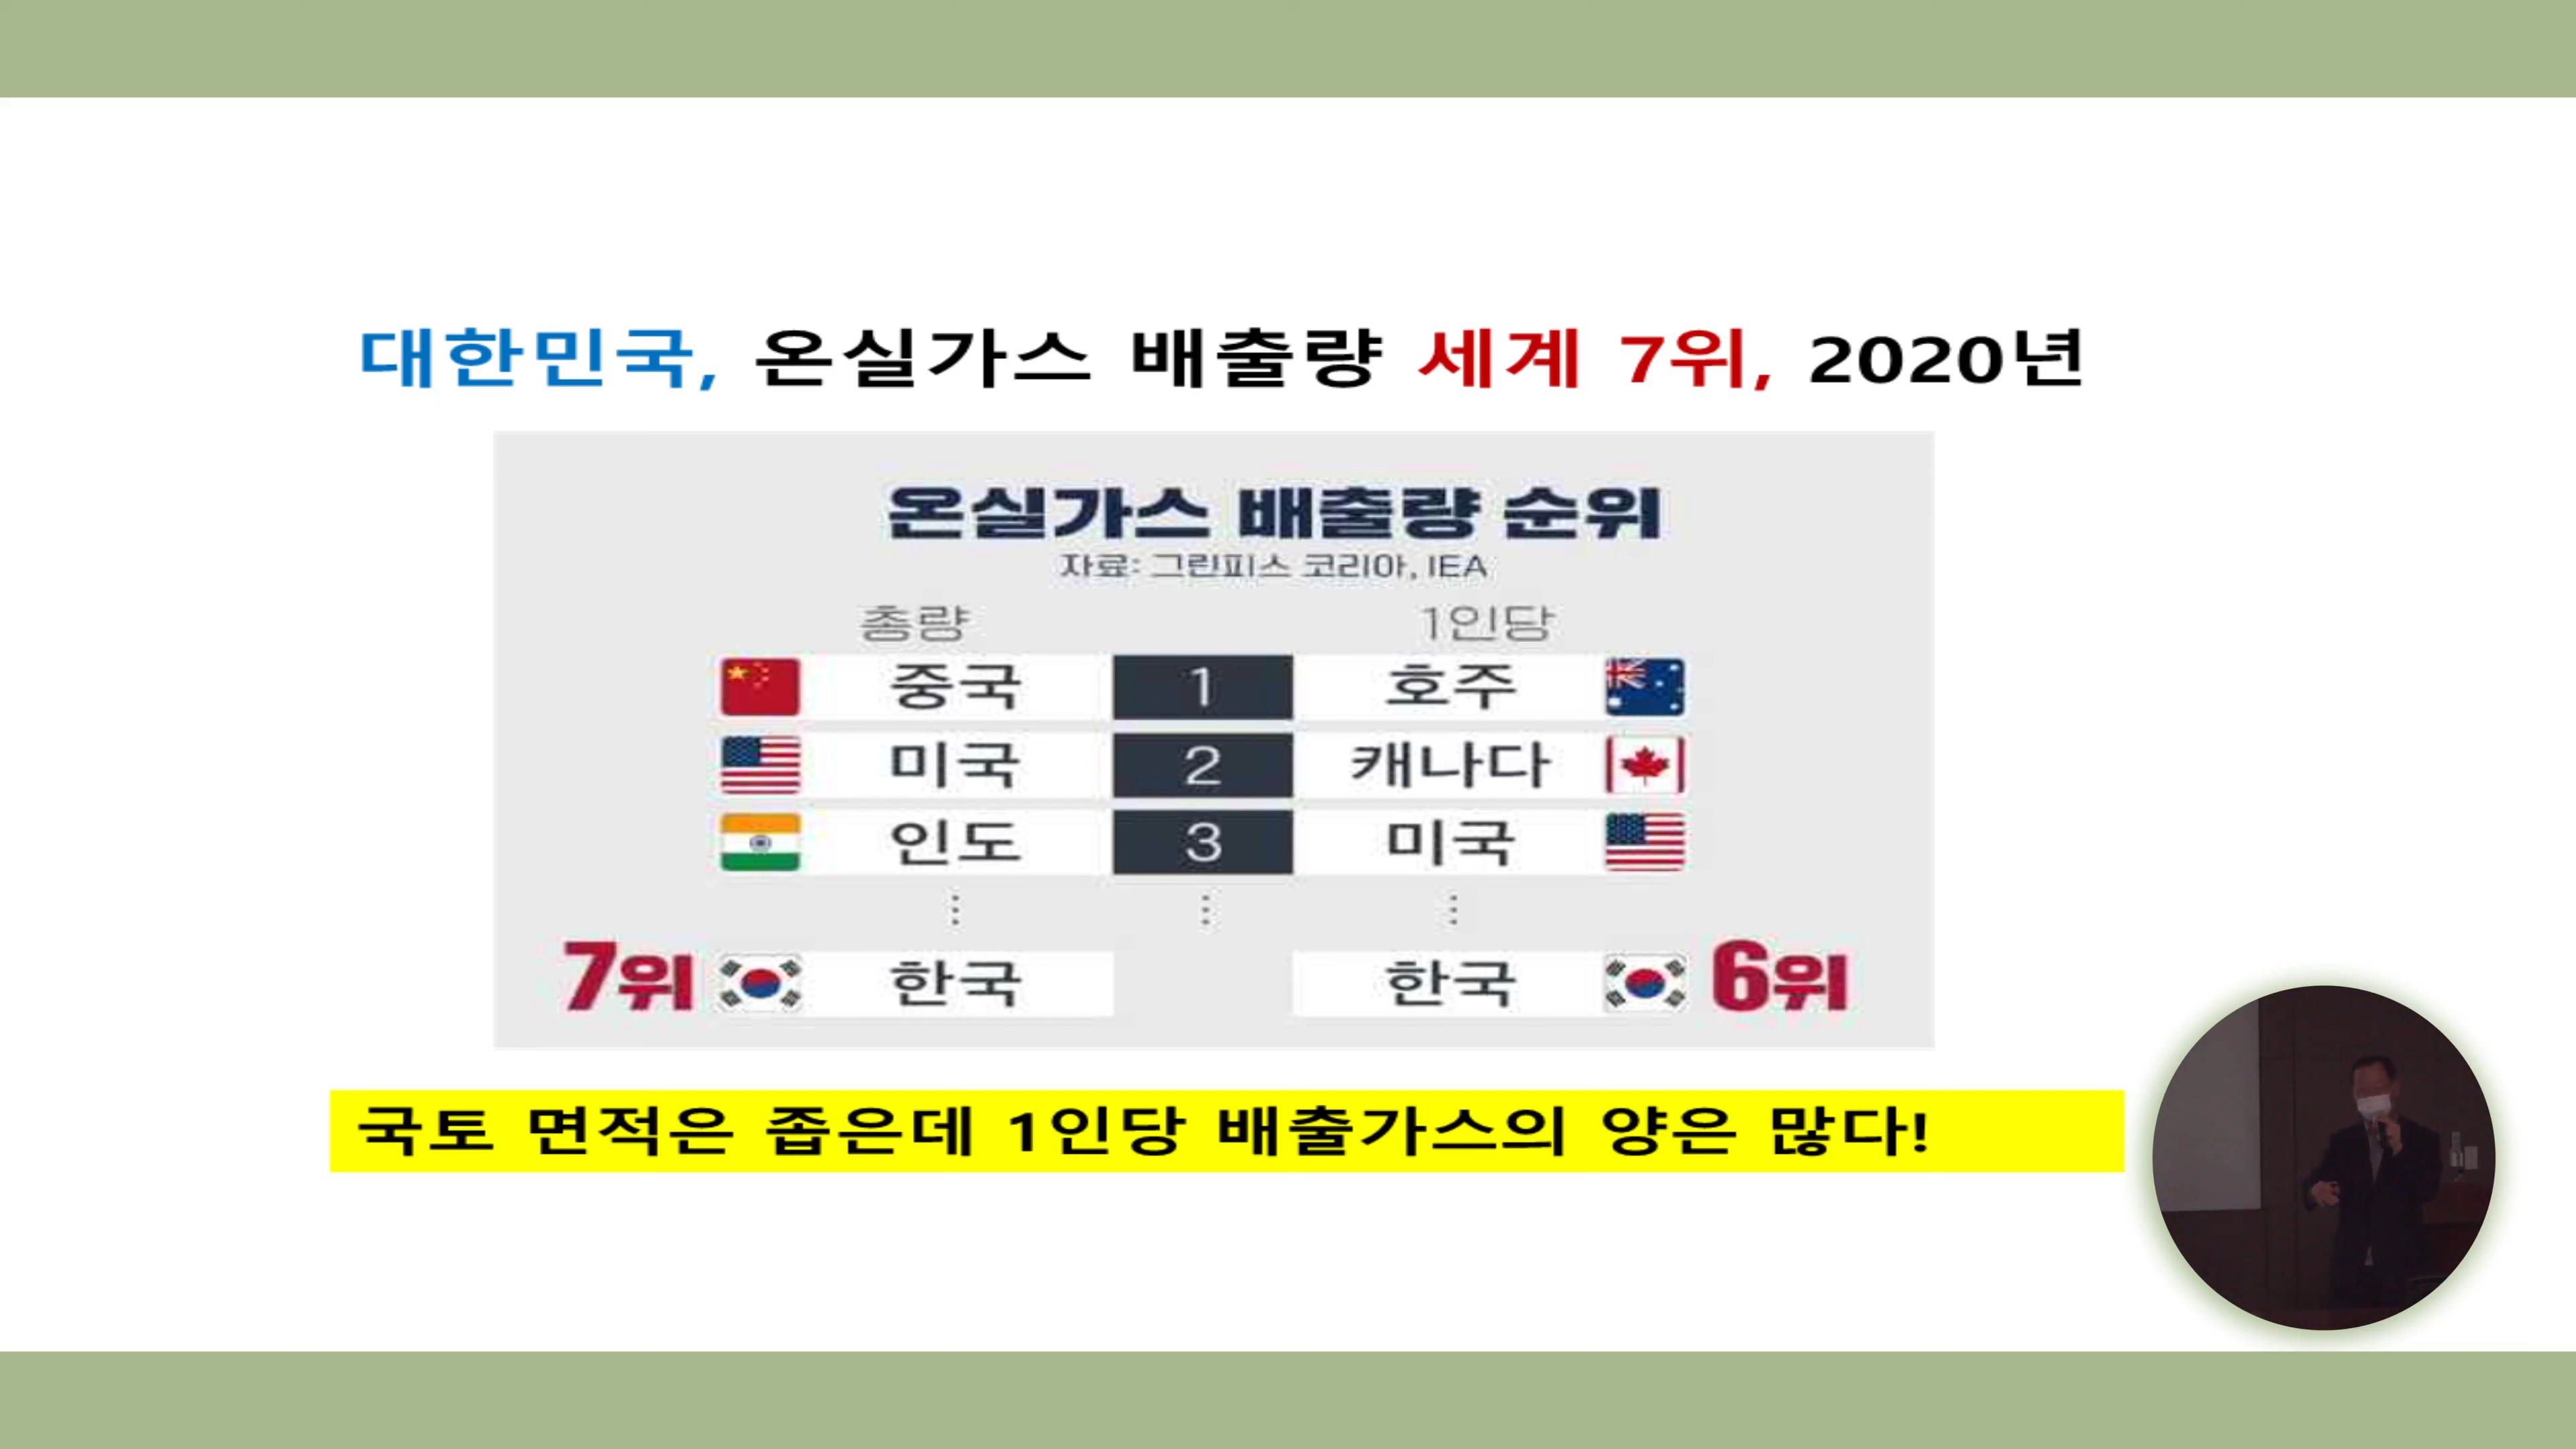 대한민국, 온실가스 배출량 세계 7위, 2020년
온실가스 배출량 순위
자료: 그린피스 코리아, IEA
총량 1인당
중국 1 호주
미국 2 캐나다
인도 3 미국
7위 한국 한국 6위
국토 면적은 좁은데 1인당 배출가스의 양은 많다!